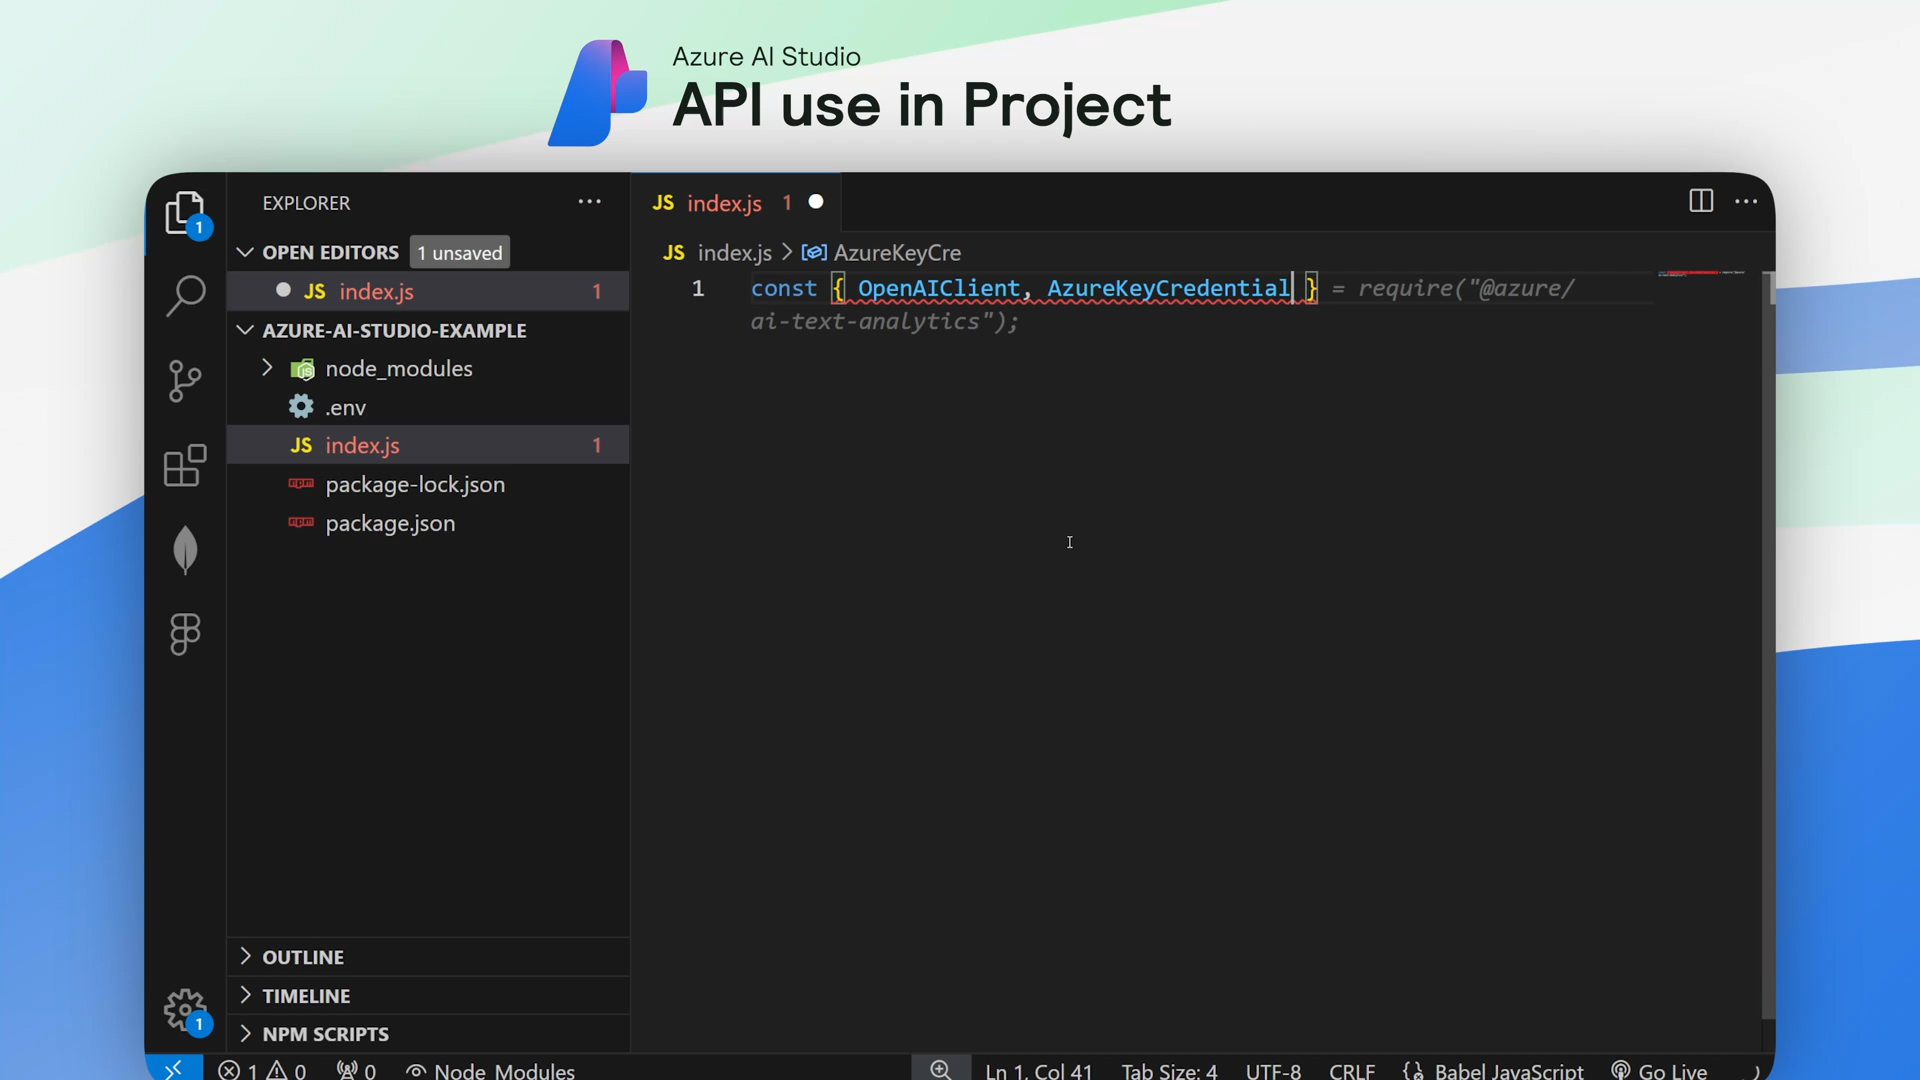 Azure AI Studio
API use in Project
EXPLORER
OPEN EDITORS 1 unsaved
JS index.js 1
AZURE-AI-STUDIO-EXAMPLE
node_modules
.env
JS index.js 1
package-lock.json
package.json
OUTLINE
TIMELINE
NPM SCRIPTS
JS index.js 1
JS index.js > AzureKeyCre
1 const { OpenAIClient, AzureKeyCredential } = require("@azure/
ai-text-analytics");
1
1
1 0 0 Node Modules Ln 1, Col 41 Tab Size: 4 UTF-8 CRLF Babel JavaScript Go Live